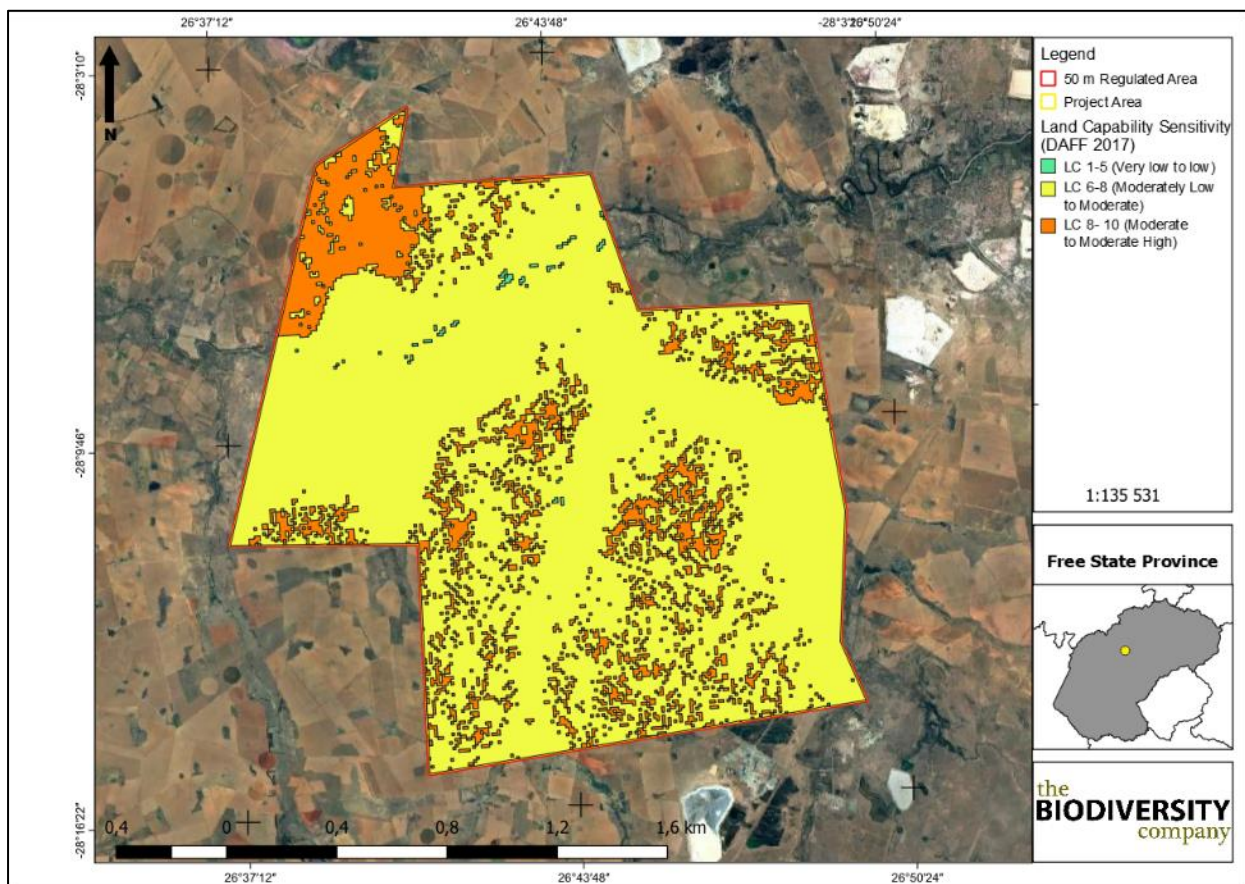 26°37'12"
26°43'48"
26°50'24"
-28°3'10"
N
-28°9'46"
-28°16'22"
0,4 0 0,4 0,8 1,2 1,6 km
26°37'12"
26°43'48"
26°50'24"
Legend
50 m Regulated Area
Project Area
Land Capability Sensitivity
(DAFF 2017)
LC 1-5 (Very low to low)
LC 6-8 (Moderately Low
to Moderate)
LC 8- 10 (Moderate
to Moderate High)
1:135 531
Free State Province
the
BIODIVERSITY
company